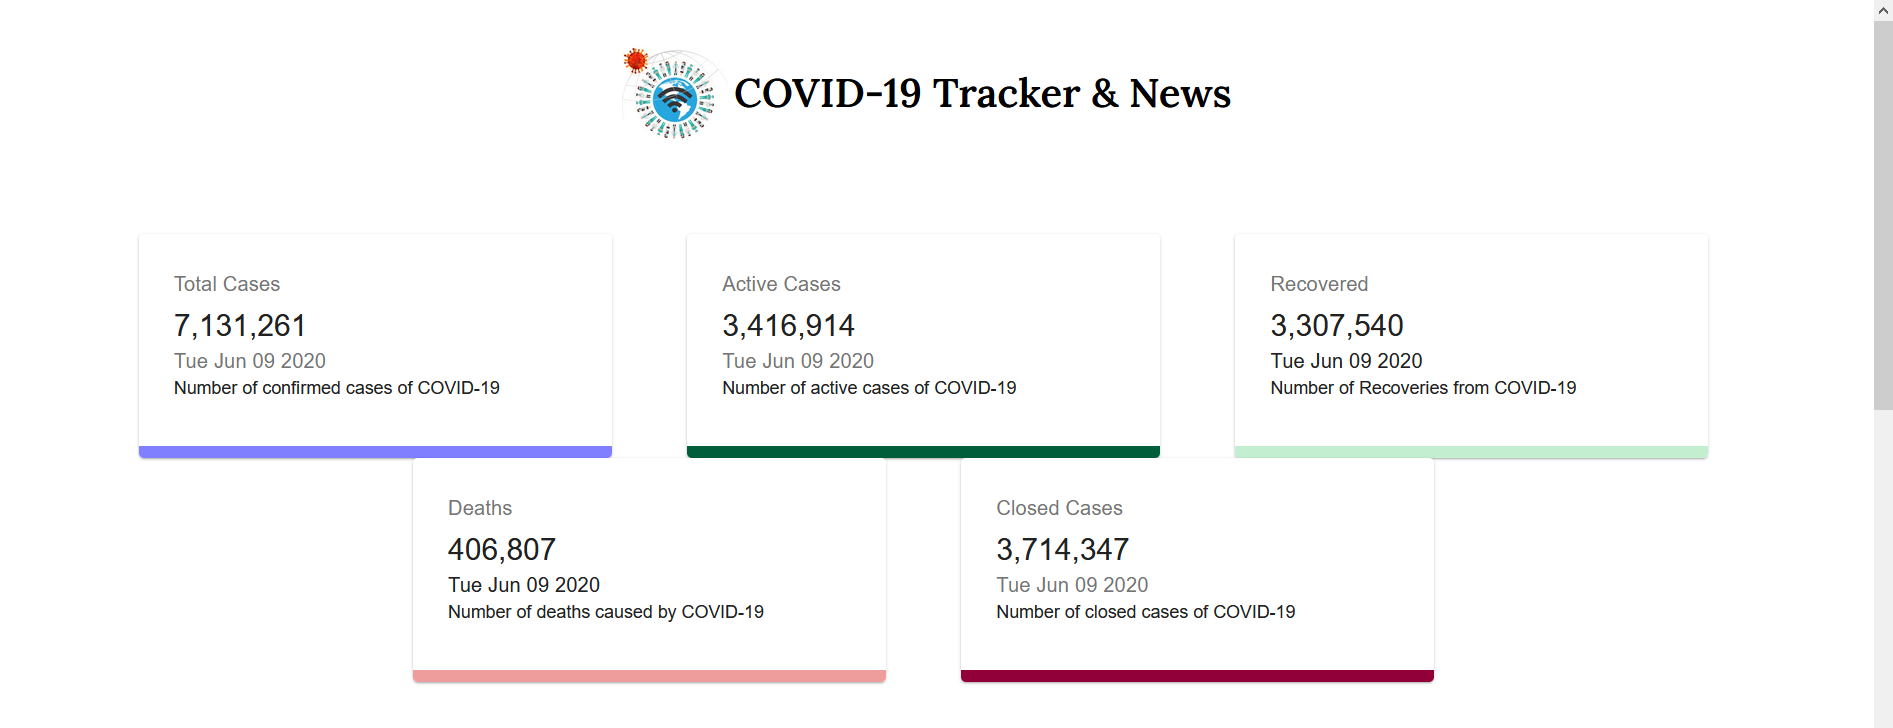 COVID-19 Tracker & News
Total Cases
7,131,261
Tue Jun 09 2020
Number of confirmed cases of COVID-19
Active Cases
3,416,914
Tue Jun 09 2020
Number of active cases of COVID-19
Recovered
3,307,540
Tue Jun 09 2020
Number of Recoveries from COVID-19
Deaths
406,807
Tue Jun 09 2020
Number of deaths caused by COVID-19
Closed Cases
3,714,347
Tue Jun 09 2020
Number of closed cases of COVID-19